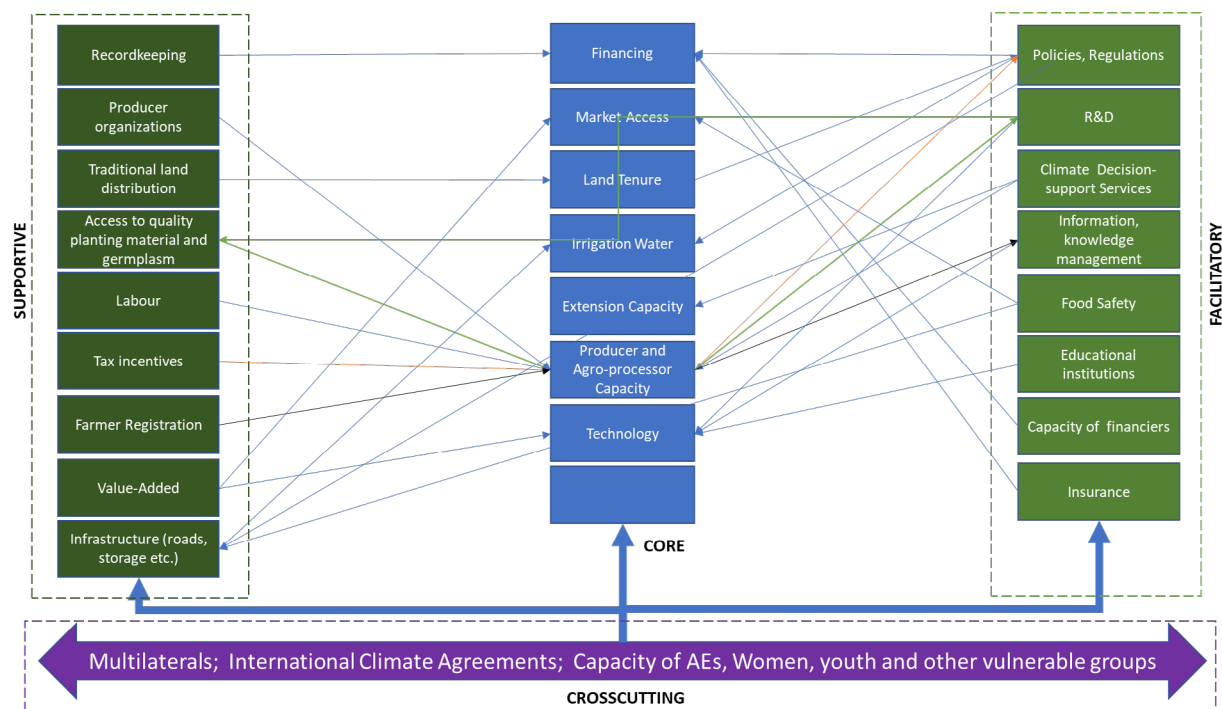 SUPPORTIVE
Recordkeeping
Producer
organizations
Traditional land
distribution
Access to quality
planting material and
germplasm
Labour
Tax incentives
Farmer Registration
Value-Added
Infrastructure (roads,
storage etc.)
Financing
Market Access
Land Tenure
Irrigation Water
Extension Capacity
Producer and
Agro-processor
Capacity
Technology
CORE
Policies, Regulations
R&D
Climate Decision-
support Services
Information,
knowledge
management
Food Safety
Educational
institutions
Capacity of financiers
Insurance
FACILITATORY
Multilaterals; International Climate Agreements; Capacity of AEs, Women, youth and other vulnerable groups
CROSSCUTTING